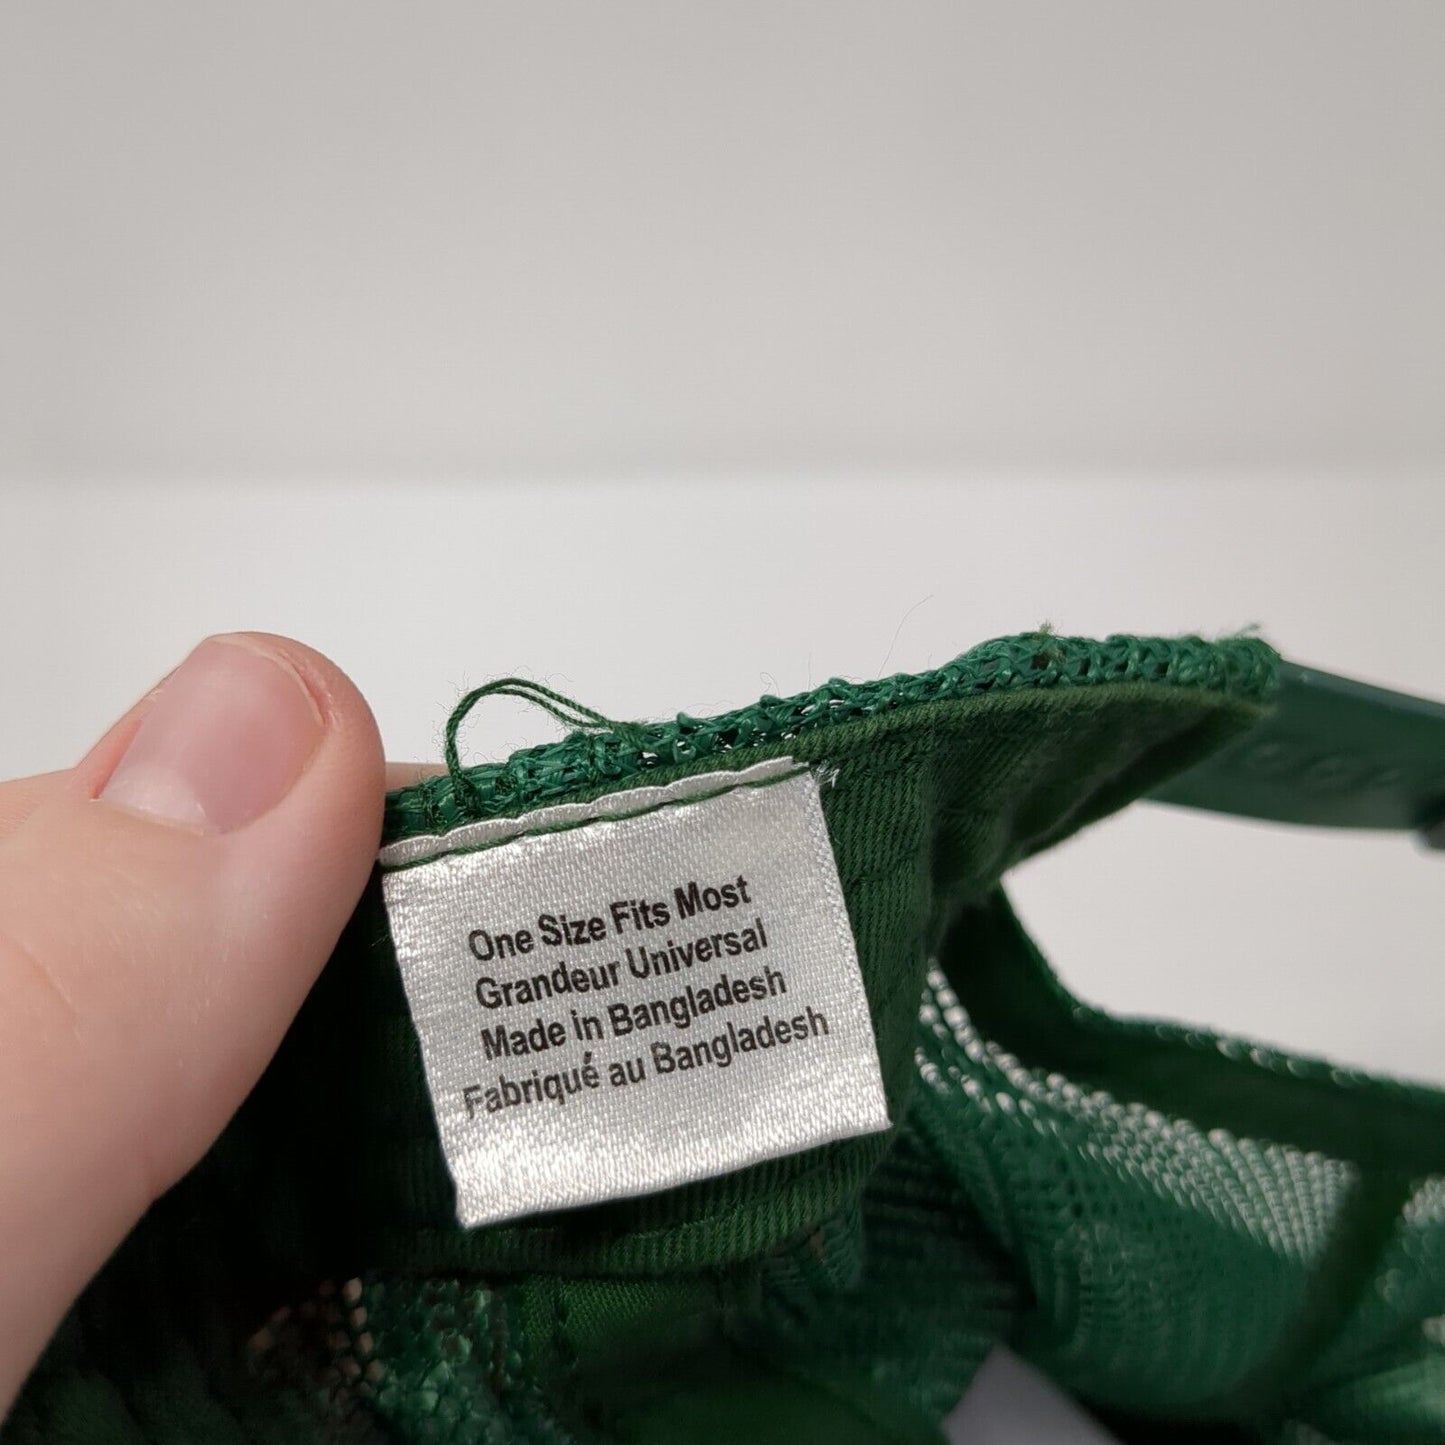 One Size Fits Most
Grandeur Universal
Made in Bangladesh
Fabriqué au Bangladesh